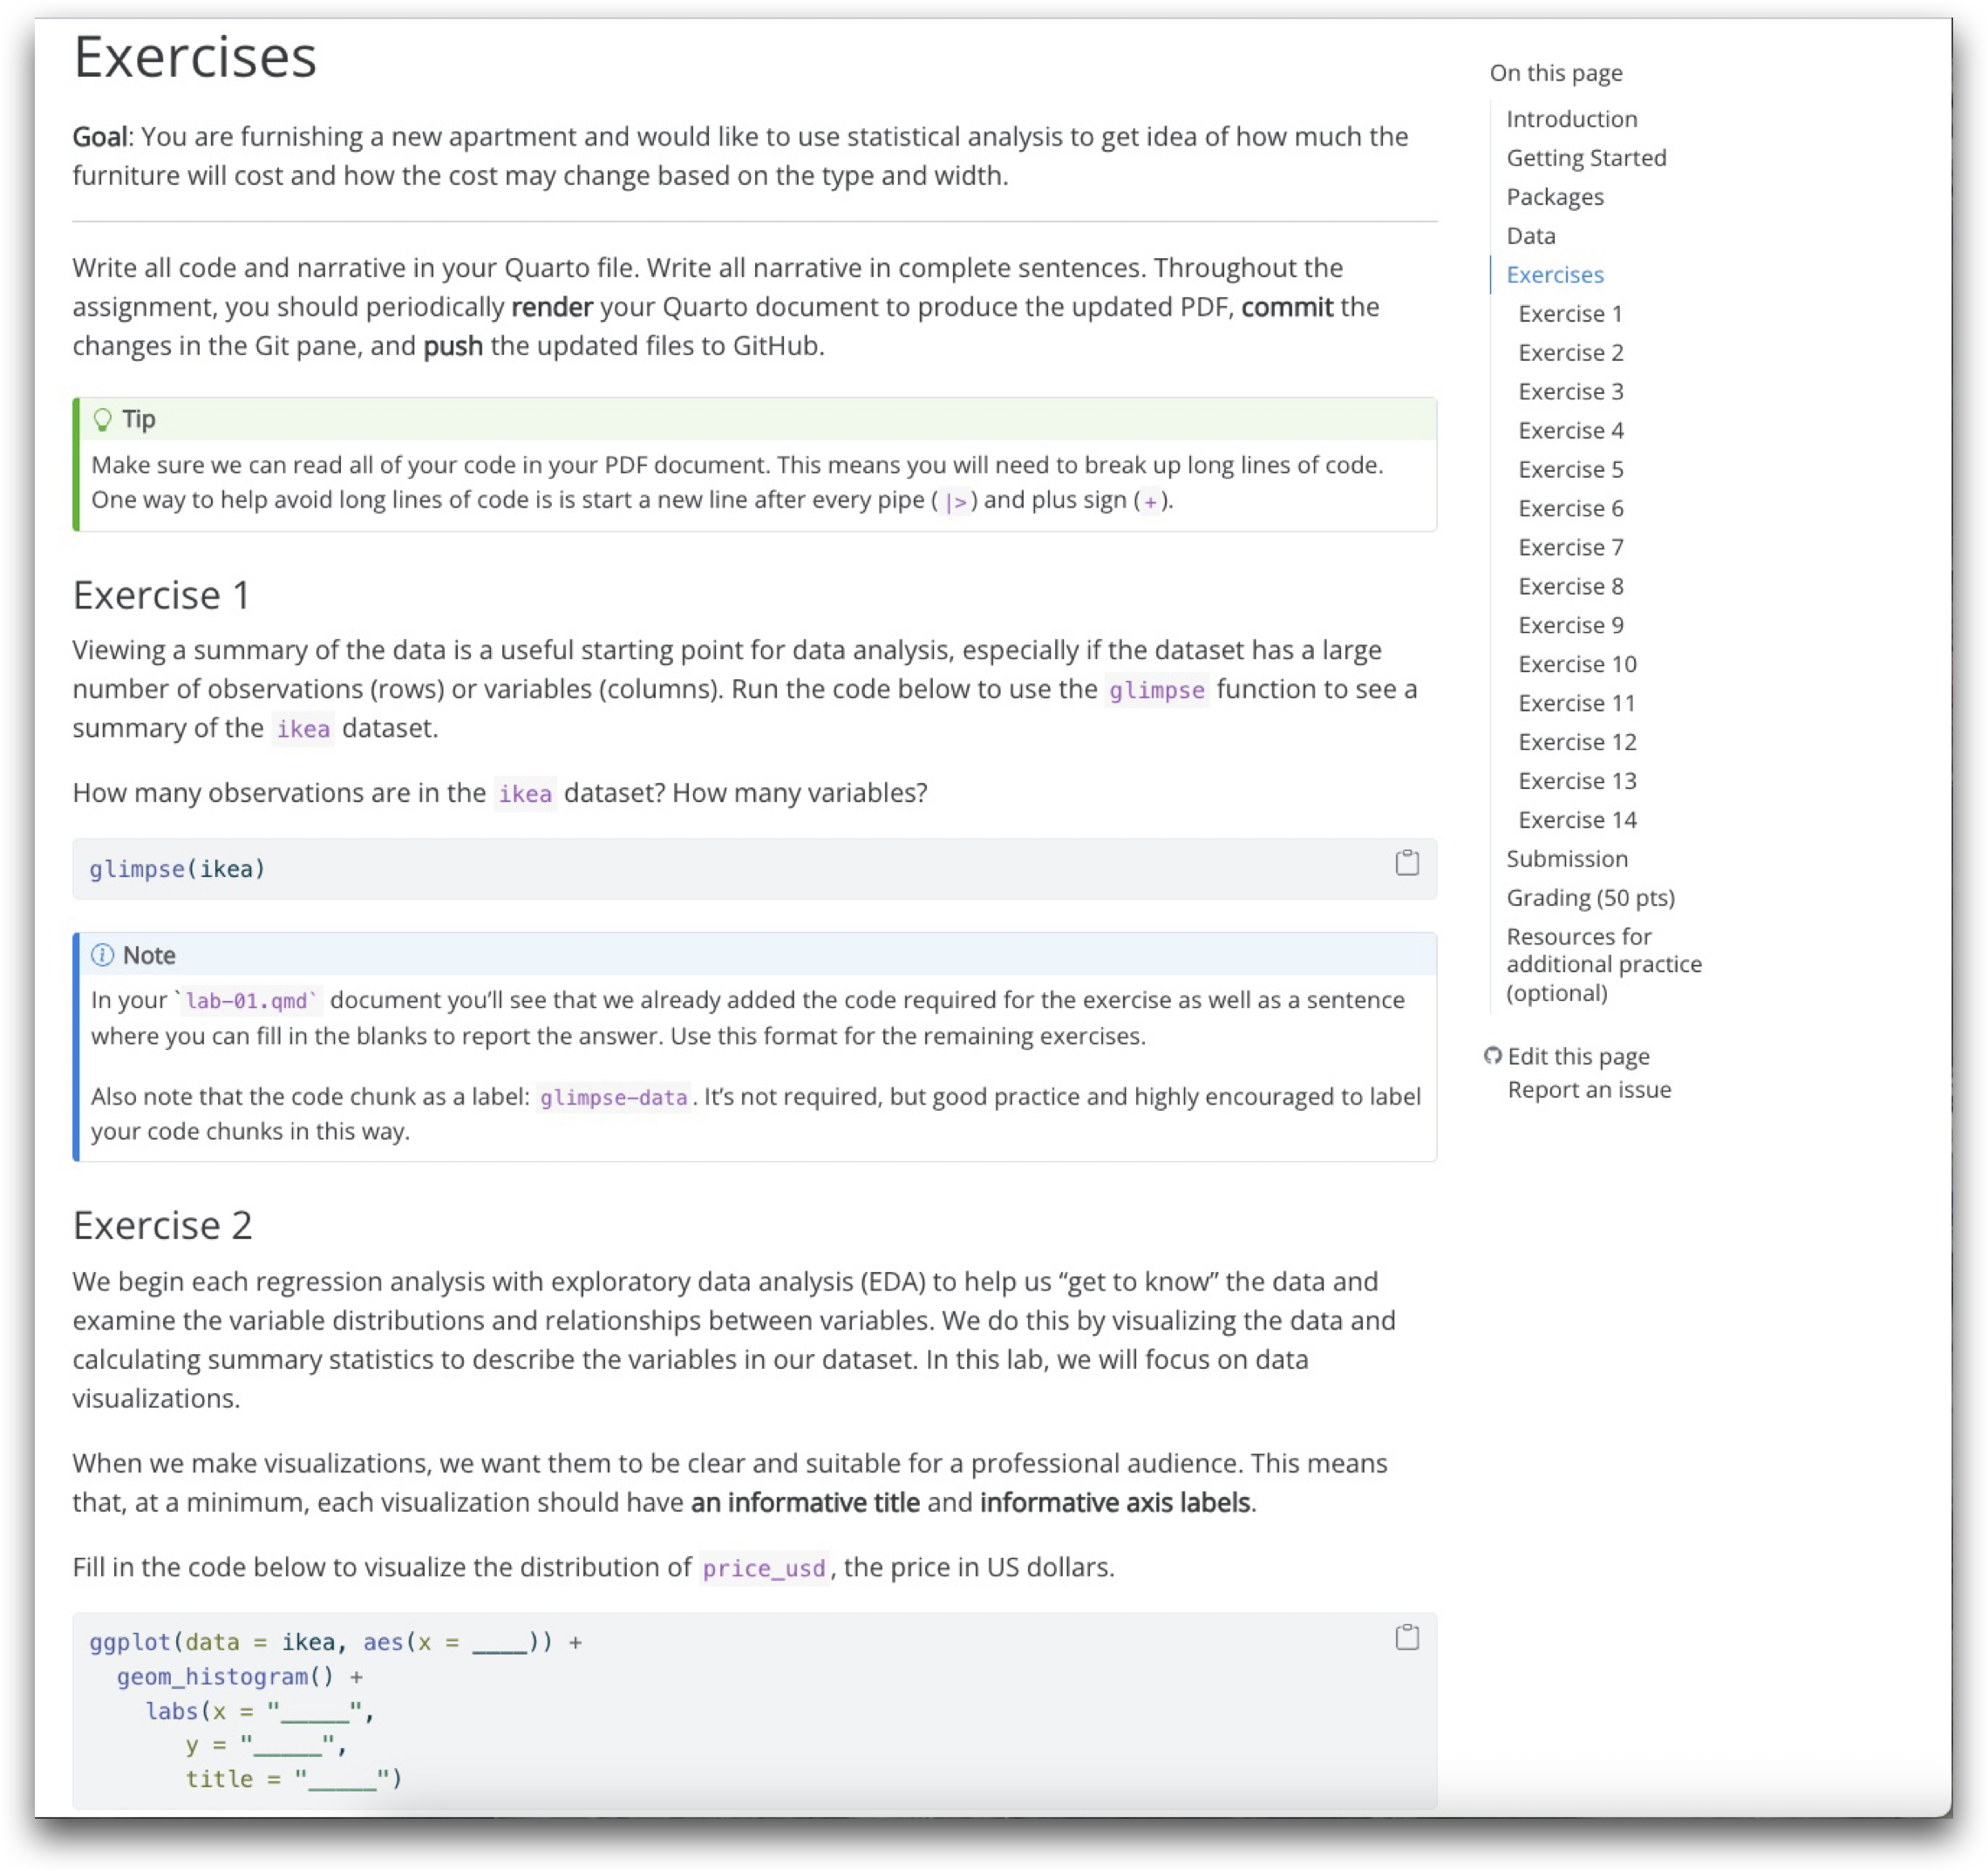 Exercises
Goal: You are furnishing a new apartment and would like to use statistical analysis to get idea of how much the
furniture will cost and how the cost may change based on the type and width.
Write all code and narrative in your Quarto file. Write all narrative in complete sentences. Throughout the
assignment, you should periodically render your Quarto document to produce the updated PDF, commit the
changes in the Git pane, and push the updated files to GitHub.
Tip
Make sure we can read all of your code in your PDF document. This means you will need to break up long lines of code.
One way to help avoid long lines of code is is start a new line after every pipe ( |> ) and plus sign ( + ).
Exercise 1
Viewing a summary of the data is a useful starting point for data analysis, especially if the dataset has a large
number of observations (rows) or variables (columns). Run the code below to use the glimpse function to see a
summary of the ikea dataset.
How many observations are in the ikea dataset? How many variables?
glimpse(ikea)
Note
In your `lab-01.qmd` document you’ll see that we already added the code required for the exercise as well as a sentence
where you can fill in the blanks to report the answer. Use this format for the remaining exercises.
Also note that the code chunk as a label: glimpse-data. It’s not required, but good practice and highly encouraged to label
your code chunks in this way.
Exercise 2
We begin each regression analysis with exploratory data analysis (EDA) to help us “get to know” the data and
examine the variable distributions and relationships between variables. We do this by visualizing the data and
calculating summary statistics to describe the variables in our dataset. In this lab, we will focus on data
visualizations.
When we make visualizations, we want them to be clear and suitable for a professional audience. This means
that, at a minimum, each visualization should have an informative title and informative axis labels.
Fill in the code below to visualize the distribution of price_usd, the price in US dollars.
ggplot(data = ikea, aes(x = ____)) +
geom_histogram() +
labs(x = "_____",
y = "_____",
title = "_____")
On this page
Introduction
Getting Started
Packages
Data
Exercises
Exercise 1
Exercise 2
Exercise 3
Exercise 4
Exercise 5
Exercise 6
Exercise 7
Exercise 8
Exercise 9
Exercise 10
Exercise 11
Exercise 12
Exercise 13
Exercise 14
Submission
Grading (50 pts)
Resources for
additional practice
(optional)
Edit this page
Report an issue